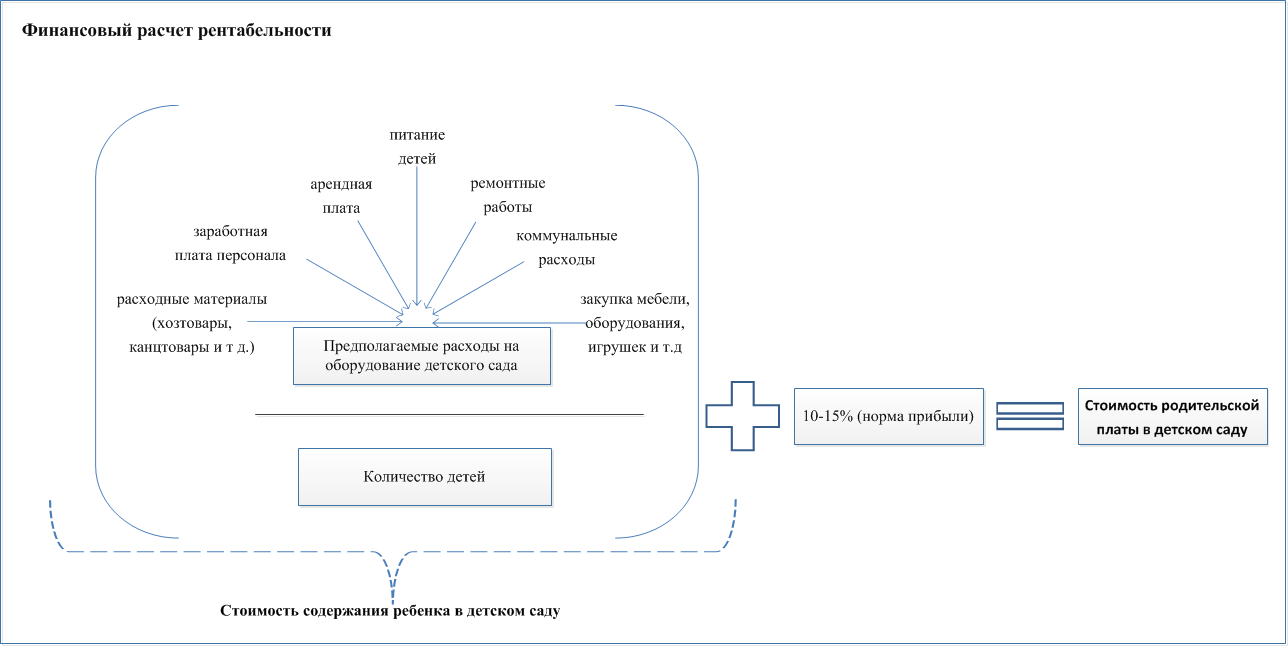 Финансовый расчет рентабельности
питание
детей
арендная
плата
ремонтные
работы
заработная
плата персонала
коммунальные
расходы
расходные материалы
(хозтовары,
канцтовары и т д.)
закупка мебели,
оборудования,
игрушек и т.д
Предполагаемые расходы на
оборудование детского сада
Количество детей
10-15% (норма прибыли)
Стоимость родительской
платы в детском саду
Стоимость содержания ребенка в детском саду